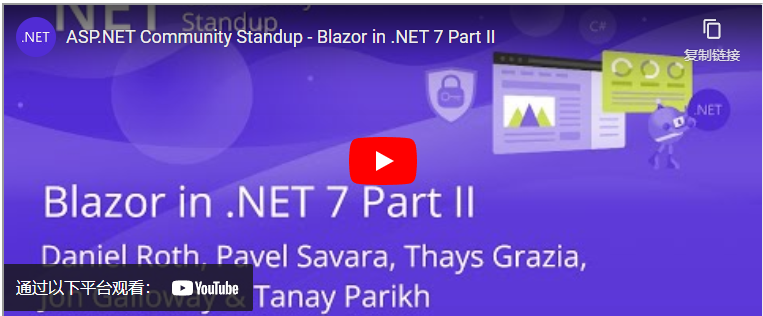 .NET
Standup
.NET
ASP.NET Community Standup - Blazor in .NET 7 Part II
复制链接
C#
.NET
Blazor in .NET 7 Part II
Daniel Roth, Pavel Savara, Thays Grazia,
Jon Galloway & Tanay Parikh
通过以下平台观看：
YouTube